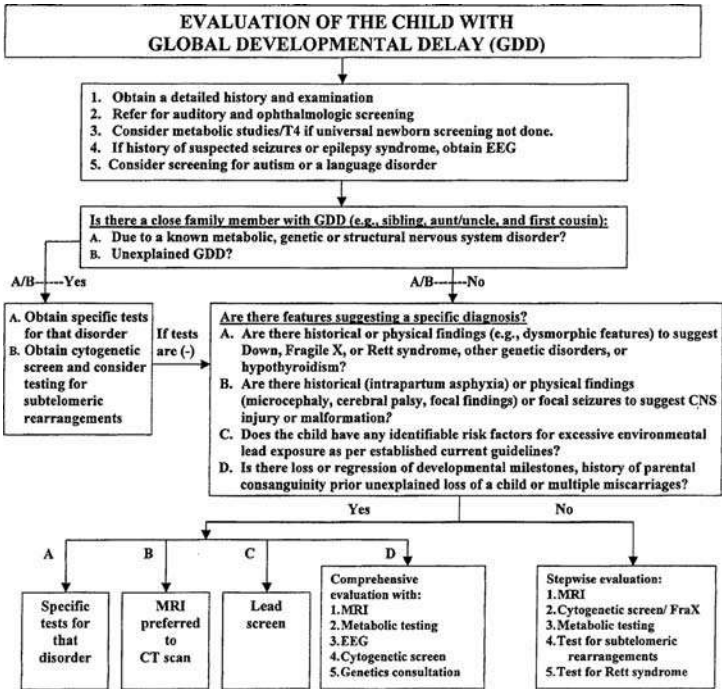 EVALUATION OF THE CHILD WITH
GLOBAL DEVELOPMENTAL DELAY (GDD)
1. Obtain a detailed history and examination
2. Refer for auditory and ophthalmologic screening
3. Consider metabolic studies/T4 if universal newborn screening not done.
4. If history of suspected seizures or epilepsy syndrome, obtain EEG
5. Consider screening for autism or a language disorder
Is there a close family member with GDD (e.g., sibling, aunt/uncle, and first cousin):
A. Due to a known metabolic, genetic or structural nervous system disorder?
B. Unexplained GDD?
A/B-------Yes
A/B-------No
A. Obtain specific tests
for that disorder
B. Obtain cytogenetic
screen and consider
testing for
subtelomeric
rearrangements
If tests
are (-)
Are there features suggesting a specific diagnosis?
A. Are there historical or physical findings (e.g., dysmorphic features) to suggest
Down, Fragile X, or Rett syndrome, other genetic disorders, or
hypothyroidism?
B. Are there historical (intrapartum asphyxia) or physical findings
(microcephaly, cerebral palsy, focal findings) or focal seizures to suggest CNS
injury or malformation?
C. Does the child have any identifiable risk factors for excessive environmental
lead exposure as per established current guidelines?
D. Is there loss or regression of developmental milestones, history of parental
consanguinity prior unexplained loss of a child or multiple miscarriages?
Yes
No
A
B
C
D
Specific
tests for
that
disorder
MRI
preferred
to
CT scan
Lead
screen
Comprehensive
evaluation with:
1.MRI
2.Metabolic testing
3.EEG
4.Cytogenetic screen
5.Genetics consultation
Stepwise evaluation:
1.MRI
2.Cytogenetic screen/ FraX
3.Metabolic testing
4.Test for subtelomeric
rearrangements
5.Test for Rett syndrome